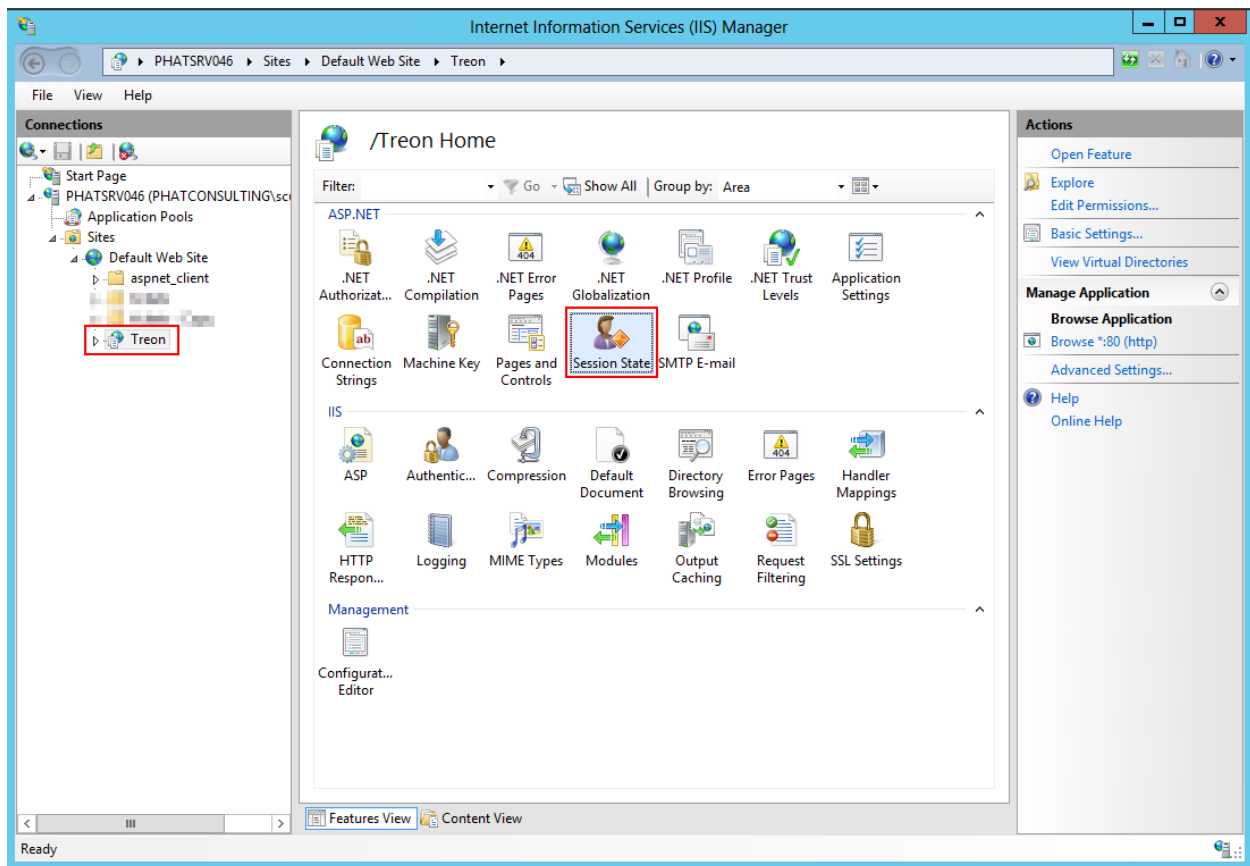 Internet Information Services (IIS) Manager
PHATSRV046 Sites Default Web Site Treon
File View Help
Connections
Start Page
PHATSRV046 (PHATCONSULTING\scr
Application Pools
Sites
Default Web Site
aspnet_client
Treon
/Treon Home
Filter: Go Show All Group by: Area
ASP.NET
.NET Authorizat...
.NET Compilation
.NET Error Pages
.NET Globalization
.NET Profile
.NET Trust Levels
Application Settings
Connection Strings
Machine Key
Pages and Controls
Session State
SMTP E-mail
IIS
ASP
Authentic...
Compression
Default Document
Directory Browsing
Error Pages
Handler Mappings
HTTP Respon...
Logging
MIME Types
Modules
Output Caching
Request Filtering
SSL Settings
Management
Configurat... Editor
Features View Content View
Actions
Open Feature
Explore
Edit Permissions...
Basic Settings...
View Virtual Directories
Manage Application
Browse Application
Browse *:80 (http)
Advanced Settings...
Help
Online Help
Ready